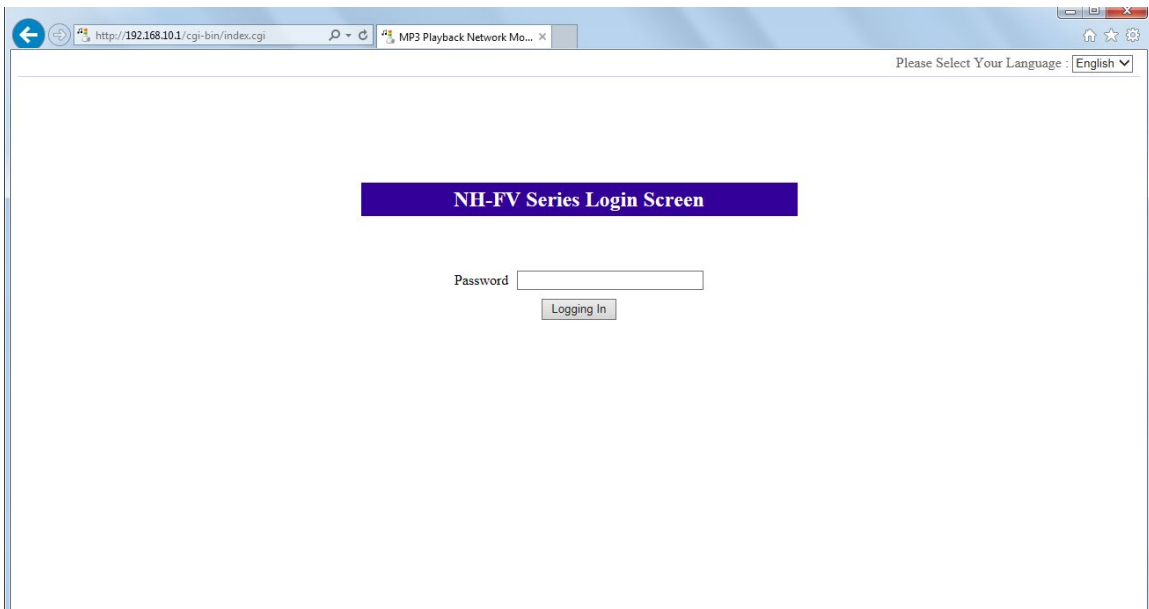 http://192.168.10.1/cgi-bin/index.cgi
MP3 Playback Network Mo...
Please Select Your Language : English
NH-FV Series Login Screen
Password
Logging In